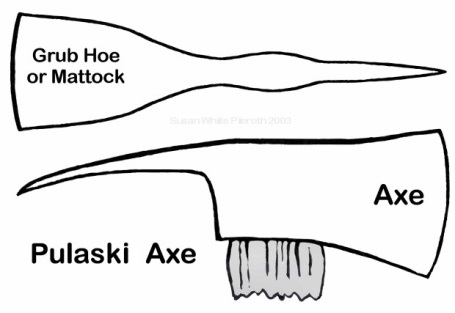 Grub Hoe
or Mattock
Susan White Pieroth 2003
Axe
Pulaski Axe